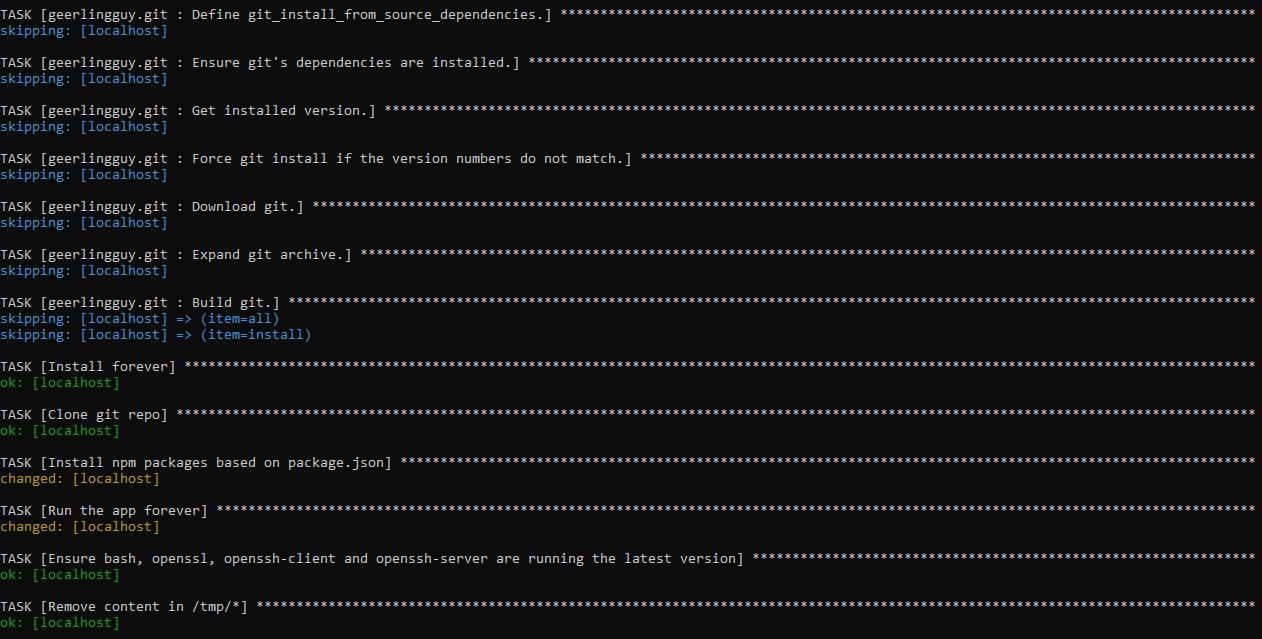 TASK [geerlingguy.git : Define git_install_from_source_dependencies.] ***************************************************************************************
skipping: [localhost]
TASK [geerlingguy.git : Ensure git's dependencies are installed.] *******************************************************************************************
skipping: [localhost]
TASK [geerlingguy.git : Get installed version.] *************************************************************************************************************
skipping: [localhost]
TASK [geerlingguy.git : Force git install if the version numbers do not match.] *****************************************************************************
skipping: [localhost]
TASK [geerlingguy.git : Download git.] **********************************************************************************************************************
skipping: [localhost]
TASK [geerlingguy.git : Expand git archive.] ****************************************************************************************************************
skipping: [localhost]
TASK [geerlingguy.git : Build git.] *************************************************************************************************************************
skipping: [localhost] => (item=all)
skipping: [localhost] => (item=install)
TASK [Install forever] **************************************************************************************************************************************
ok: [localhost]
TASK [Clone git repo] ***************************************************************************************************************************************
ok: [localhost]
TASK [Install npm packages based on package.json] ***********************************************************************************************************
changed: [localhost]
TASK [Run the app forever] **********************************************************************************************************************************
changed: [localhost]
TASK [Ensure bash, openssl, openssh-client and openssh-server are running the latest version] ***************************************************************
ok: [localhost]
TASK [Remove content in /tmp/*] *****************************************************************************************************************************
ok: [localhost]